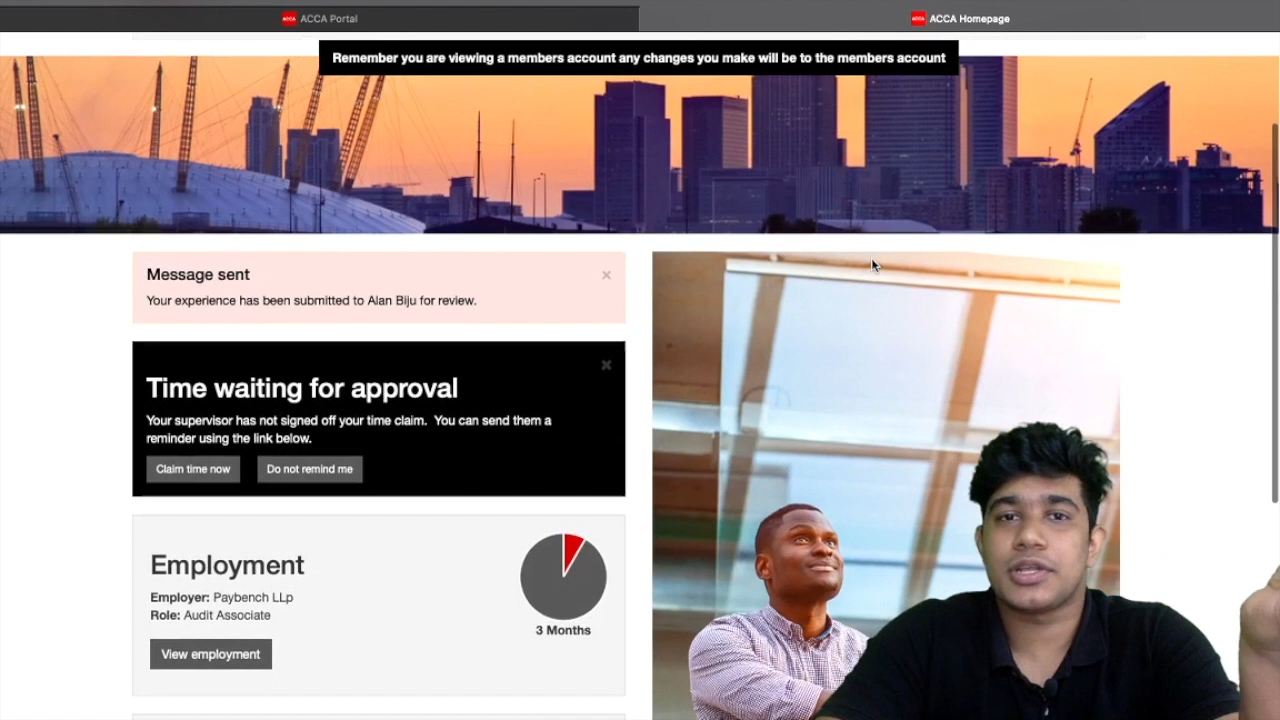 ACCA ACCA Portal
ACCA ACCA Homepage
Remember you are viewing a members account any changes you make will be to the members account
Message sent
Your experience has been submitted to Alan Biju for review.
Time waiting for approval
Your supervisor has not signed off your time claim. You can send them a
reminder using the link below.
Claim time now
Do not remind me
Employment
Employer: Paybench LLp
Role: Audit Associate
3 Months
View employment